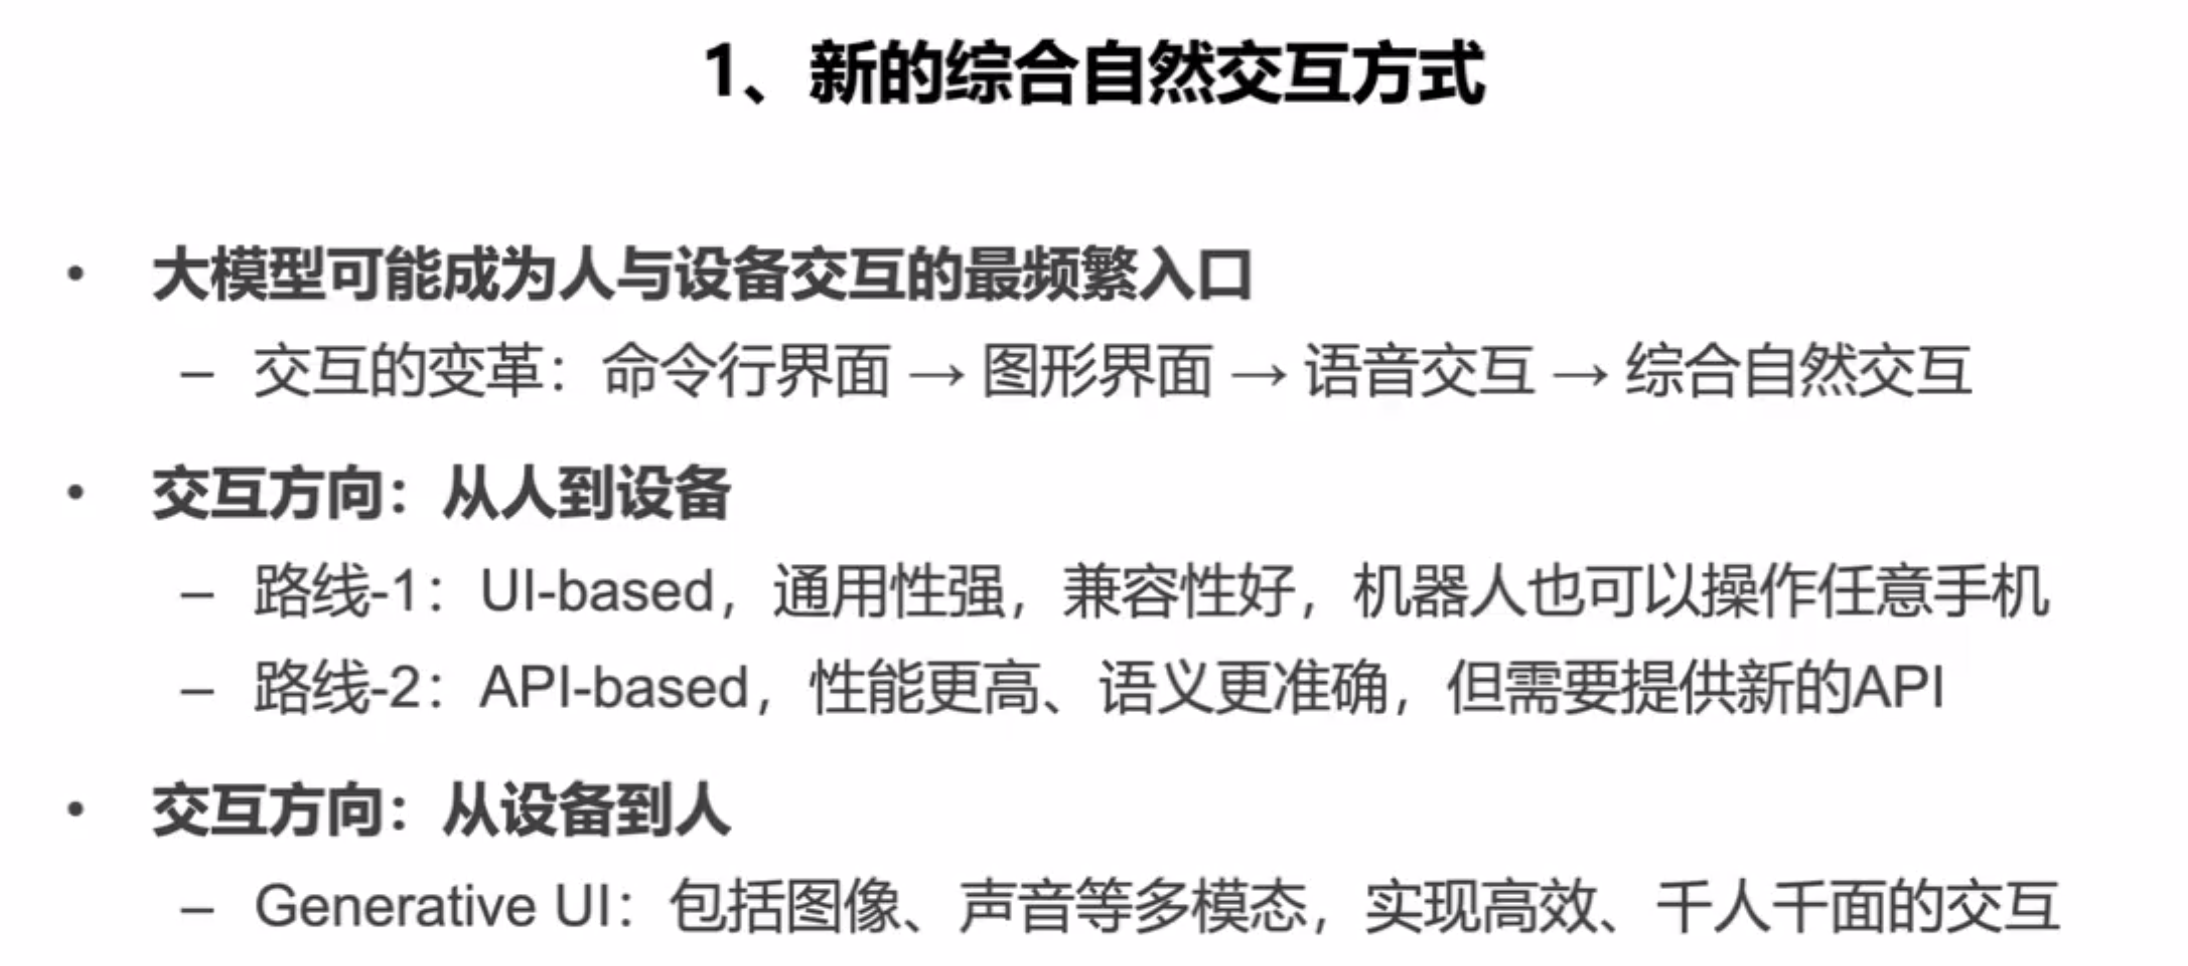 1、新的综合自然交互方式
• 大模型可能成为人与设备交互的最频繁入口
– 交互的变革：命令行界面 → 图形界面 → 语音交互 → 综合自然交互
• 交互方向：从人到设备
– 路线-1：UI-based，通用性强，兼容性好，机器人也可以操作任意手机
– 路线-2：API-based，性能更高、语义更准确，但需要提供新的API
• 交互方向：从设备到人
– Generative UI：包括图像、声音等多模态，实现高效、千人千面的交互